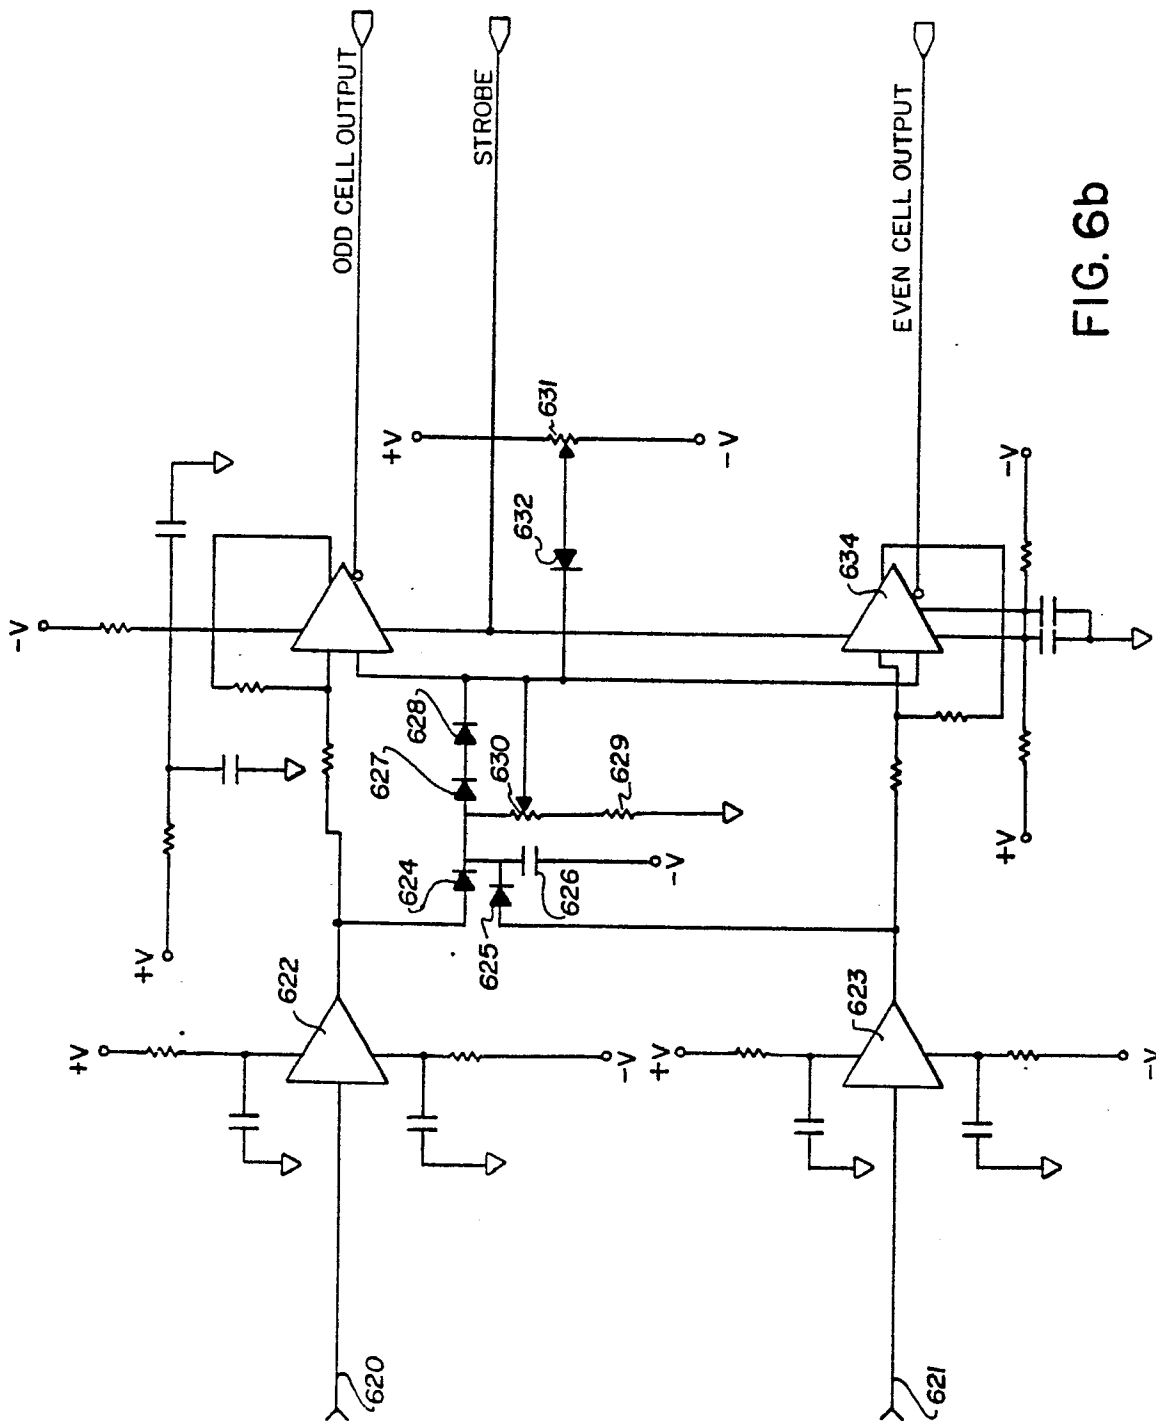 -V
+V
ODD CELL OUTPUT
+V
622
-V
620
STROBE
628
627
624
630
629
625
626
-V
+V
631
632
-V
+V
623
-V
621
634
EVEN CELL OUTPUT
+V
-V
FIG. 6b